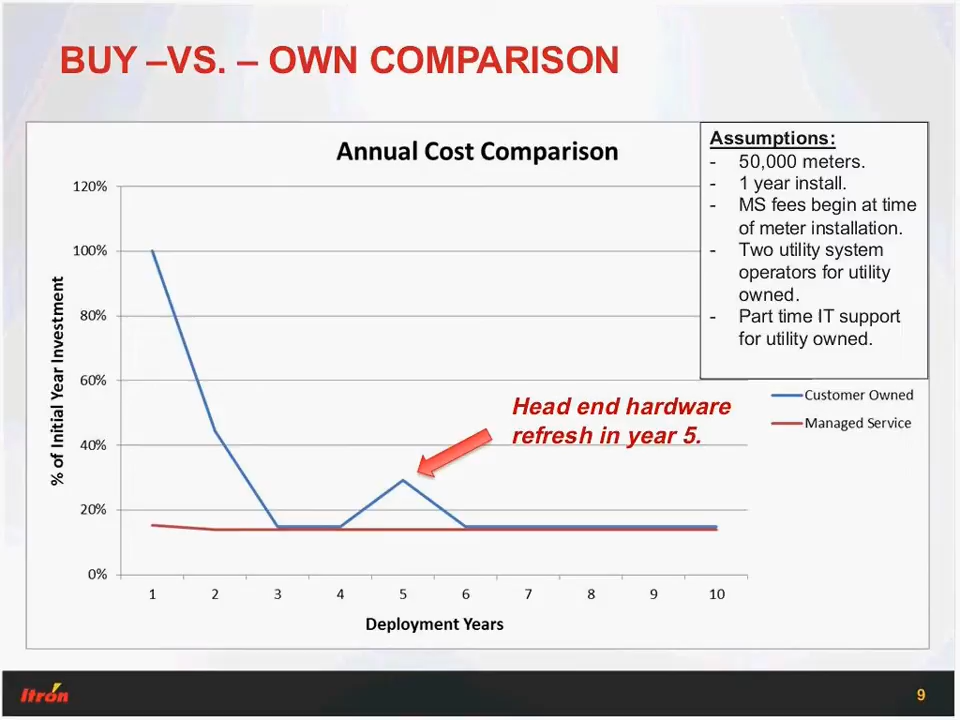 BUY –VS. – OWN COMPARISON
Annual Cost Comparison
Assumptions:
- 50,000 meters.
- 1 year install.
- MS fees begin at time
of meter installation.
- Two utility system
operators for utility
owned.
- Part time IT support
for utility owned.
120%
100%
80%
60%
40%
20%
0%
% of Initial Year Investment
Head end hardware
refresh in year 5.
Customer Owned
Managed Service
1 2 3 4 5 6 7 8 9 10
Deployment Years
Itron
9